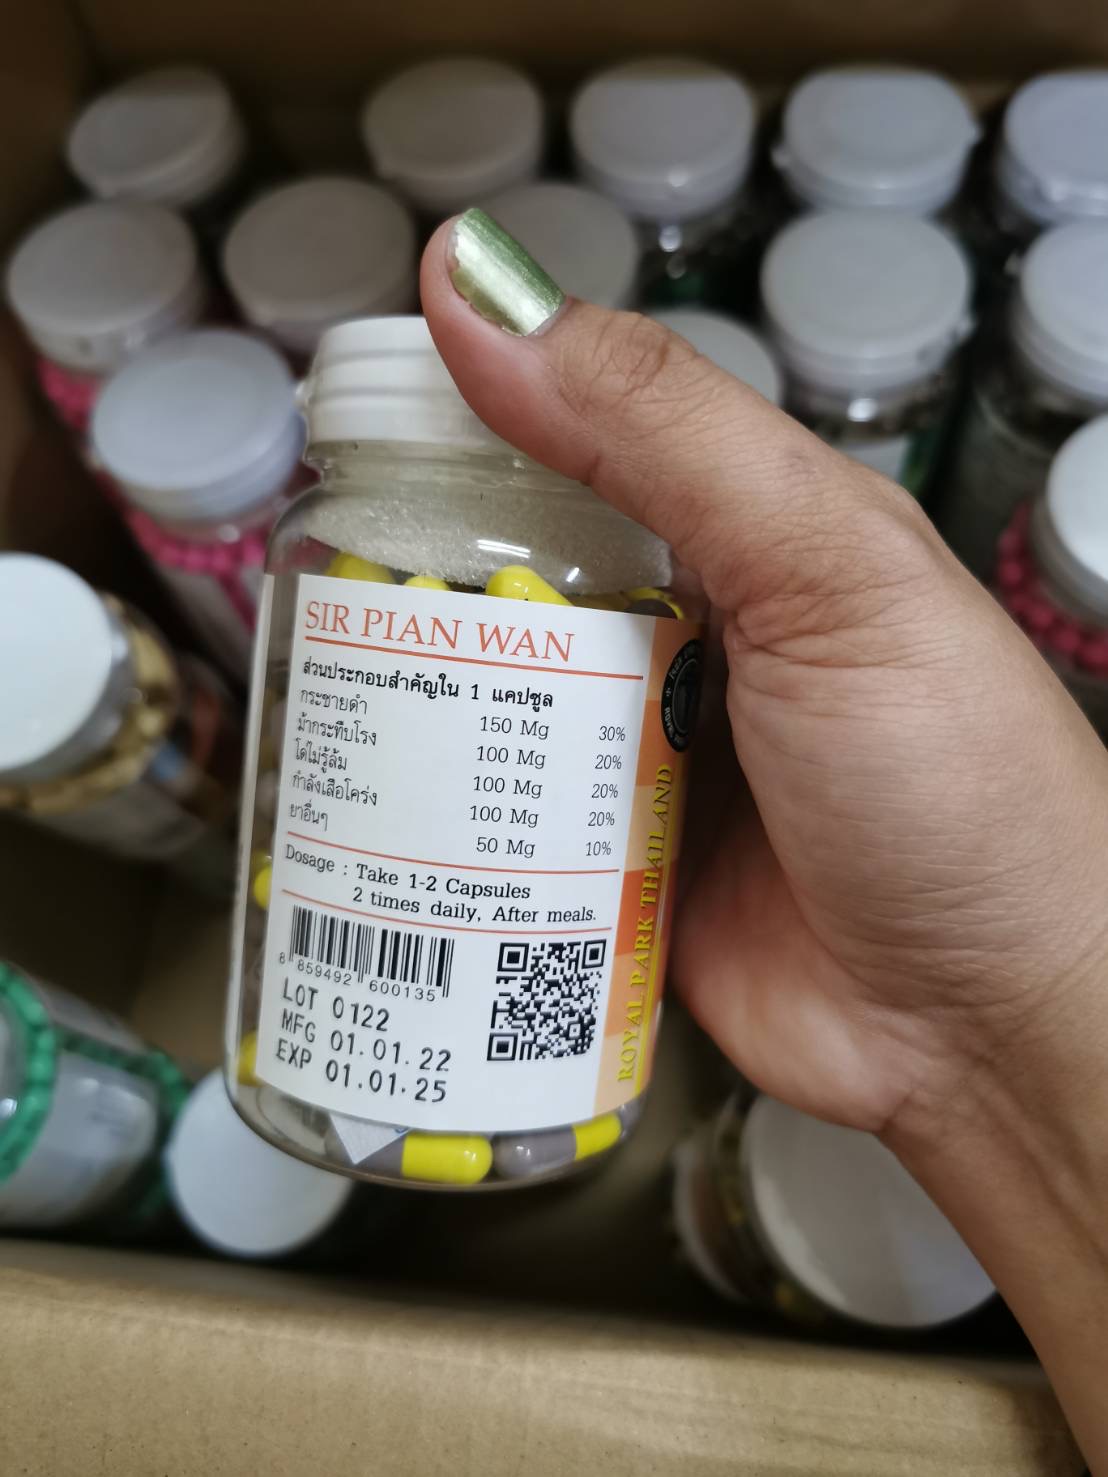 SIR PIAN WAN
ส่วนประกอบสำคัญใน 1 แคปซูล
กระชายดำ 150 Mg 30%
ม้ากระทืบโรง 100 Mg 20%
โด่ไม่รู้ล้ม 100 Mg 20%
กำลังเสือโคร่ง 100 Mg 20%
ยาอื่นๆ 50 Mg 10%
Dosage : Take 1-2 Capsules
2 times daily, After meals.
8 859492 600135
LOT 0122
MFG 01.01.22
EXP 01.01.25
ROYAL PARK THAILAND